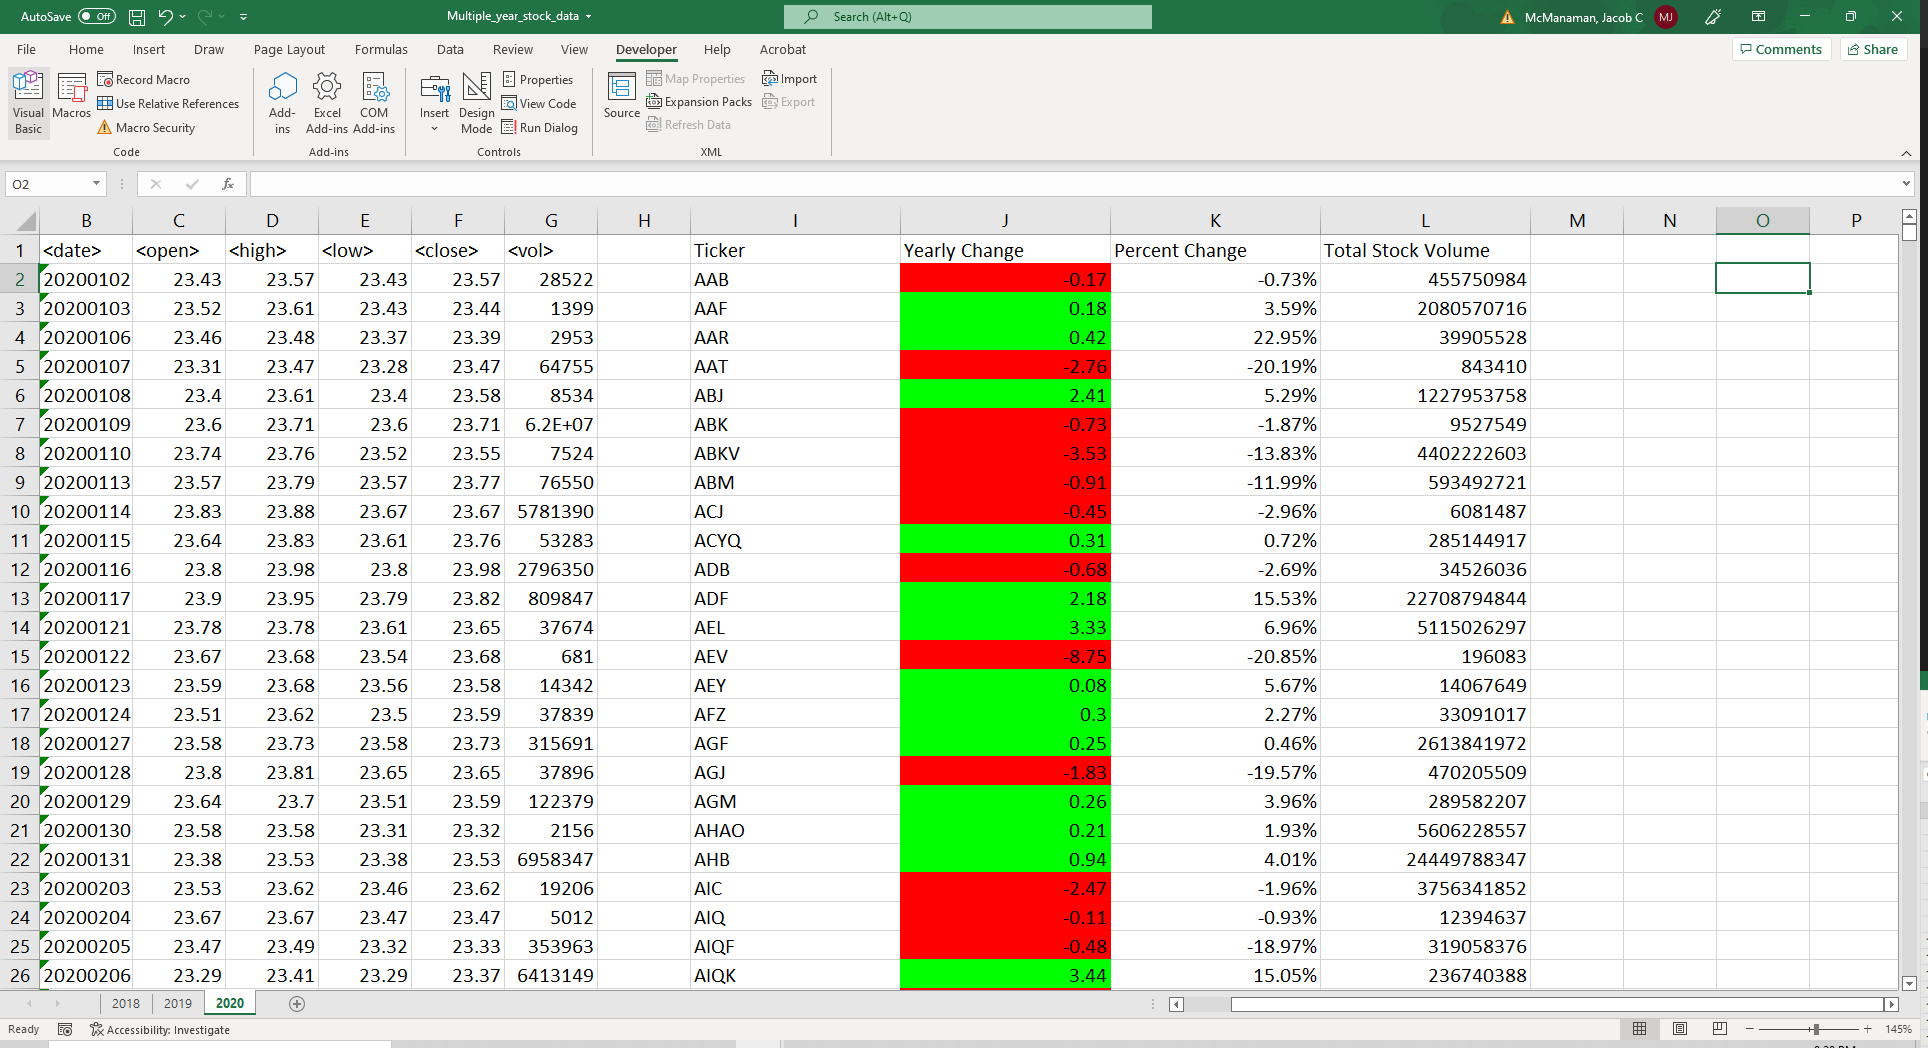 AutoSave Off Multiple_year_stock_data Search (Alt+Q) McManaman, Jacob C MJ
File Home Insert Draw Page Layout Formulas Data Review View Developer Help Acrobat Comments Share
Visual Basic Macros Record Macro Use Relative References Macro Security Add-ins Excel Add-ins COM Add-ins Insert Design Mode Properties View Code Run Dialog Source Map Properties Expansion Packs Refresh Data Import Export
Code Add-ins Controls XML
O2 fx
B C D E F G H I J K L M N O P
1 <date> <open> <high> <low> <close> <vol> Ticker Yearly Change Percent Change Total Stock Volume
2 20200102 23.43 23.57 23.43 23.57 28522 AAB -0.17 -0.73% 455750984
3 20200103 23.52 23.61 23.43 23.44 1399 AAF 0.18 3.59% 2080570716
4 20200106 23.46 23.48 23.37 23.39 2953 AAR 0.42 22.95% 39905528
5 20200107 23.31 23.47 23.28 23.47 64755 AAT -2.76 -20.19% 843410
6 20200108 23.4 23.61 23.4 23.58 8534 ABJ 2.41 5.29% 1227953758
7 20200109 23.6 23.71 23.6 23.71 6.2E+07 ABK -0.73 -1.87% 9527549
8 20200110 23.74 23.76 23.52 23.55 7524 ABKV -3.53 -13.83% 4402222603
9 20200113 23.57 23.79 23.57 23.77 76550 ABM -0.91 -11.99% 593492721
10 20200114 23.83 23.88 23.67 23.67 5781390 ACJ -0.45 -2.96% 6081487
11 20200115 23.64 23.83 23.61 23.76 53283 ACYQ 0.31 0.72% 285144917
12 20200116 23.8 23.98 23.8 23.98 2796350 ADB -0.68 -2.69% 34526036
13 20200117 23.9 23.95 23.79 23.82 809847 ADF 2.18 15.53% 22708794844
14 20200121 23.78 23.78 23.61 23.65 37674 AEL 3.33 6.96% 5115026297
15 20200122 23.67 23.68 23.54 23.68 681 AEV -8.75 -20.85% 196083
16 20200123 23.59 23.68 23.56 23.58 14342 AEY 0.08 5.67% 14067649
17 20200124 23.51 23.62 23.5 23.59 37839 AFZ 0.3 2.27% 33091017
18 20200127 23.58 23.73 23.58 23.73 315691 AGF 0.25 0.46% 2613841972
19 20200128 23.8 23.81 23.65 23.65 37896 AGJ -1.83 -19.57% 470205509
20 20200129 23.64 23.7 23.51 23.59 122379 AGM 0.26 3.96% 289582207
21 20200130 23.58 23.58 23.31 23.32 2156 AHAO 0.21 1.93% 5606228557
22 20200131 23.38 23.53 23.38 23.53 6958347 AHB 0.94 4.01% 24449788347
23 20200203 23.53 23.62 23.46 23.62 19206 AIC -2.47 -1.96% 3756341852
24 20200204 23.67 23.67 23.47 23.47 5012 AIQ -0.11 -0.93% 12394637
25 20200205 23.47 23.49 23.32 23.33 353963 AIQF -0.48 -18.97% 319058376
26 20200206 23.29 23.41 23.29 23.37 6413149 AIQK 3.44 15.05% 236740388
2018 2019 2020
Ready Accessibility: Investigate 145%